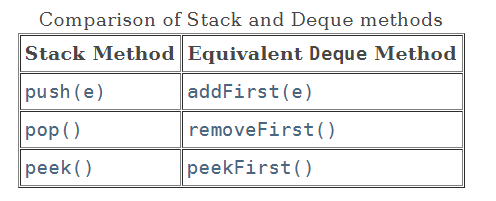 Comparison of Stack and Deque methods
Stack Method Equivalent Deque Method
push(e) addFirst(e)
pop() removeFirst()
peek() peekFirst()